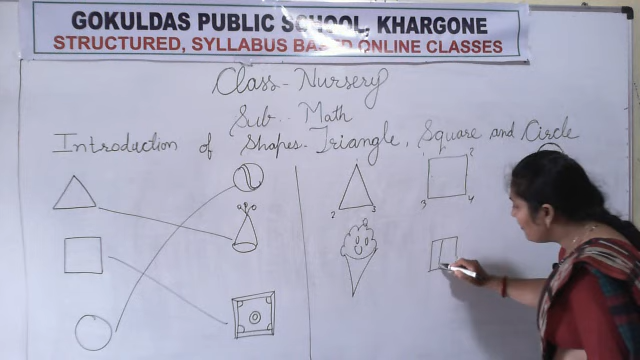 GOKULDAS PUBLIC SCHOOL, KHARGONE
STRUCTURED, SYLLABUS BASED ONLINE CLASSES
Class-Nursery
Sub.. Math
Introduction of Shapes-Triangle, Square and Circle
1
2
3
1
2
3
4